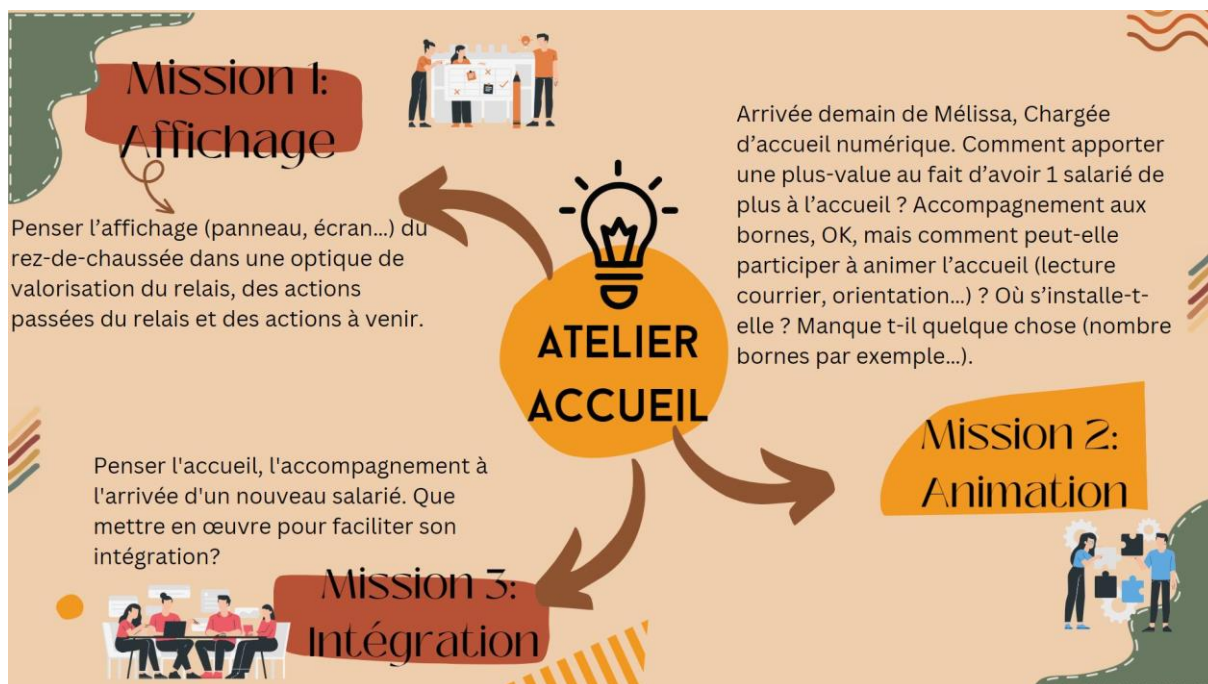 Mission 1:
Affichage
Penser l’affichage (panneau, écran…) du
rez-de-chaussée dans une optique de
valorisation du relais, des actions
passées du relais et des actions à venir.
ATELIER
ACCUEIL
Arrivée demain de Mélissa, Chargée
d’accueil numérique. Comment apporter
une plus-value au fait d’avoir 1 salarié de
plus à l’accueil ? Accompagnement aux
bornes, OK, mais comment peut-elle
participer à animer l’accueil (lecture
courrier, orientation…) ? Où s’installe-t-
elle ? Manque t-il quelque chose (nombre
bornes par exemple…).
Mission 2:
Animation
Penser l'accueil, l'accompagnement à
l'arrivée d'un nouveau salarié. Que
mettre en œuvre pour faciliter son
intégration?
Mission 3:
Intégration